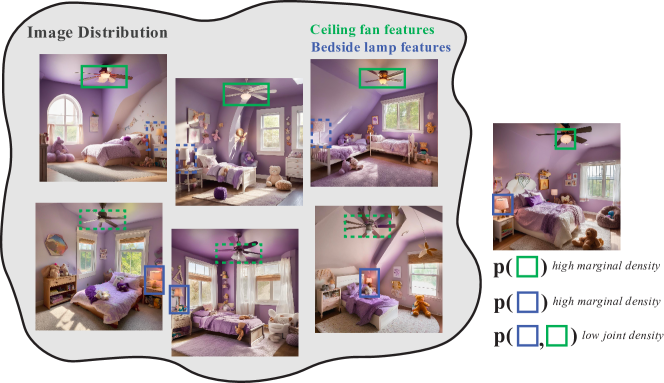 Image Distribution
Ceiling fan features
Bedside lamp features
p( ) high marginal density
p( ) high marginal density
p( , ) low joint density